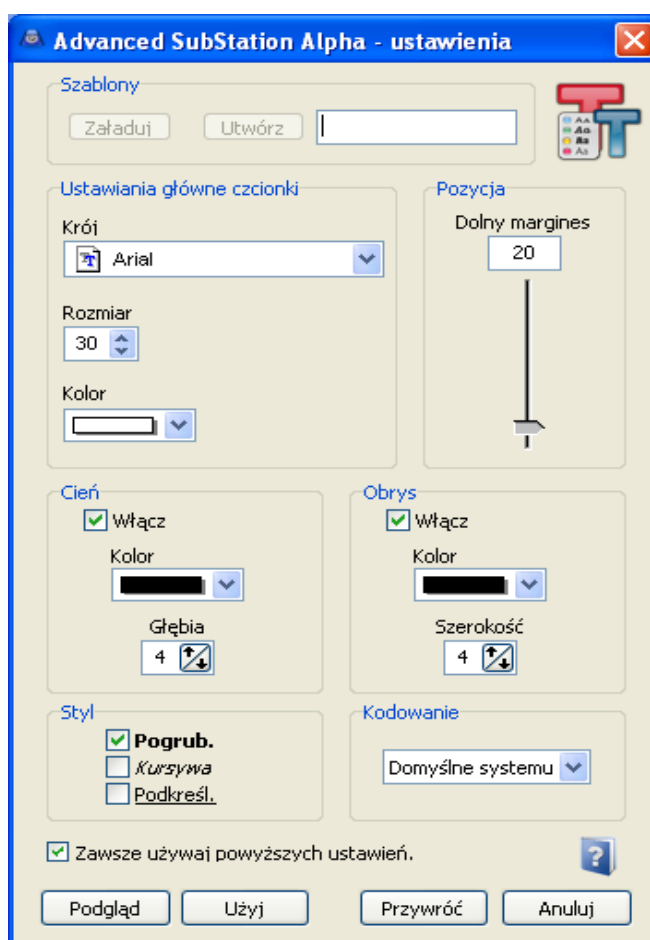 Advanced SubStation Alpha - ustawienia
Szablony
Załaduj
Utwórz
Ustawiania główne czcionki
Krój
Arial
Rozmiar
30
Kolor
Pozycja
Dolny margines
20
Cień
Włącz
Kolor
Głębia
4
Obrys
Włącz
Kolor
Szerokość
4
Styl
Pogrub.
Kursywa
Podkreśl.
Kodowanie
Domyślne systemu
Zawsze używaj powyższych ustawień.
Podgląd
Użyj
Przywróć
Anuluj